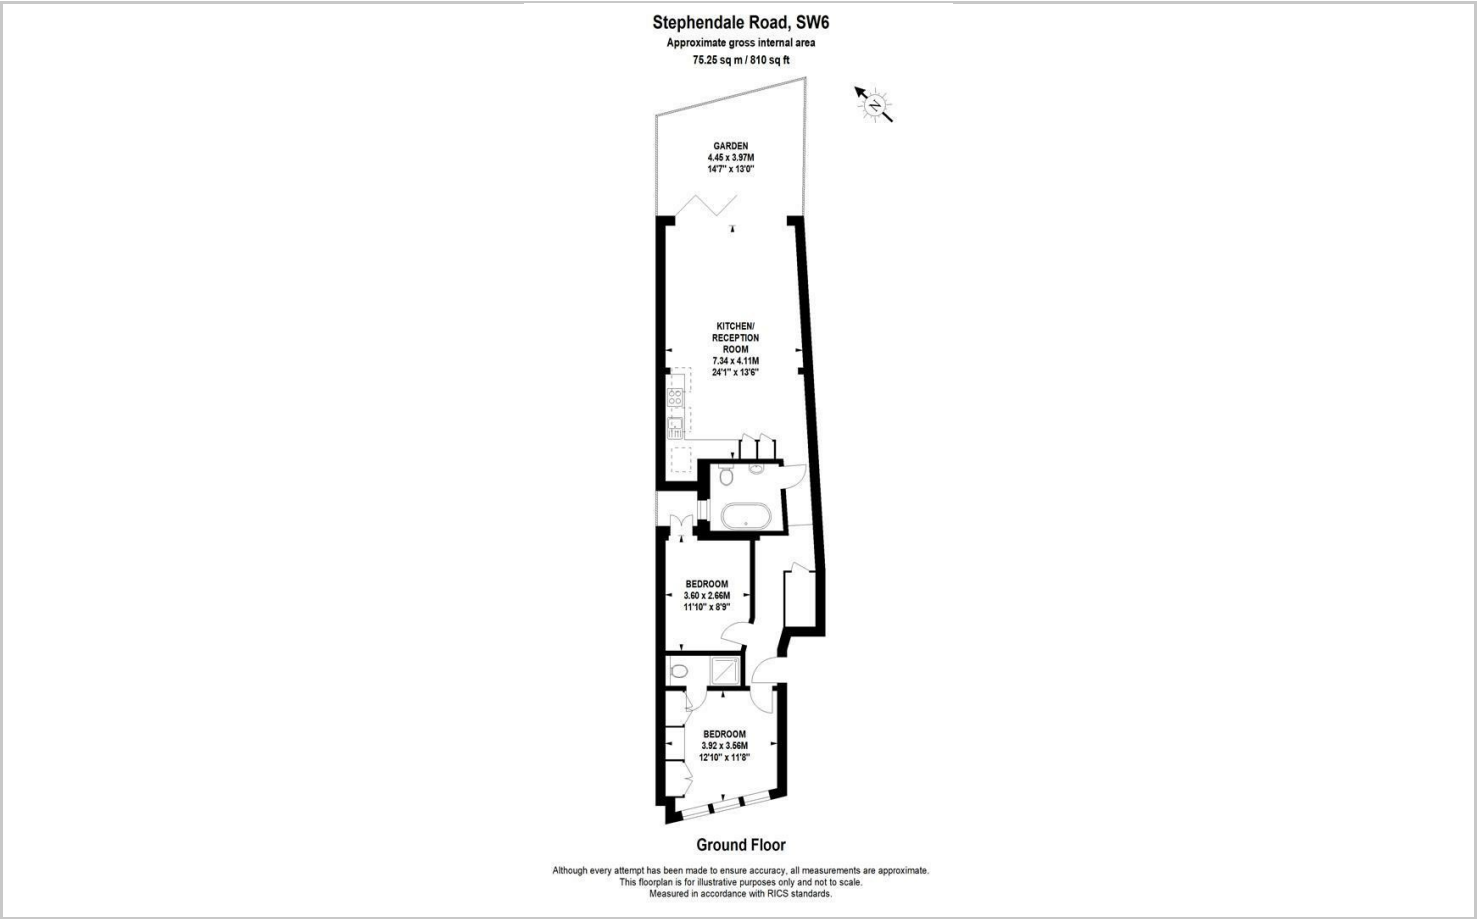 Stephendale Road, SW6
Approximate gross internal area
75.25 sq m / 810 sq ft
N
GARDEN
4.45 x 3.97M
14'7" x 13'0"
KITCHEN/
RECEPTION
ROOM
7.34 x 4.11M
24'1" x 13'6"
BEDROOM
3.60 x 2.66M
11'10" x 8'9"
BEDROOM
3.92 x 3.56M
12'10" x 11'8"
Ground Floor
Although every attempt has been made to ensure accuracy, all measurements are approximate.
This floorplan is for illustrative purposes only and not to scale.
Measured in accordance with RICS standards.